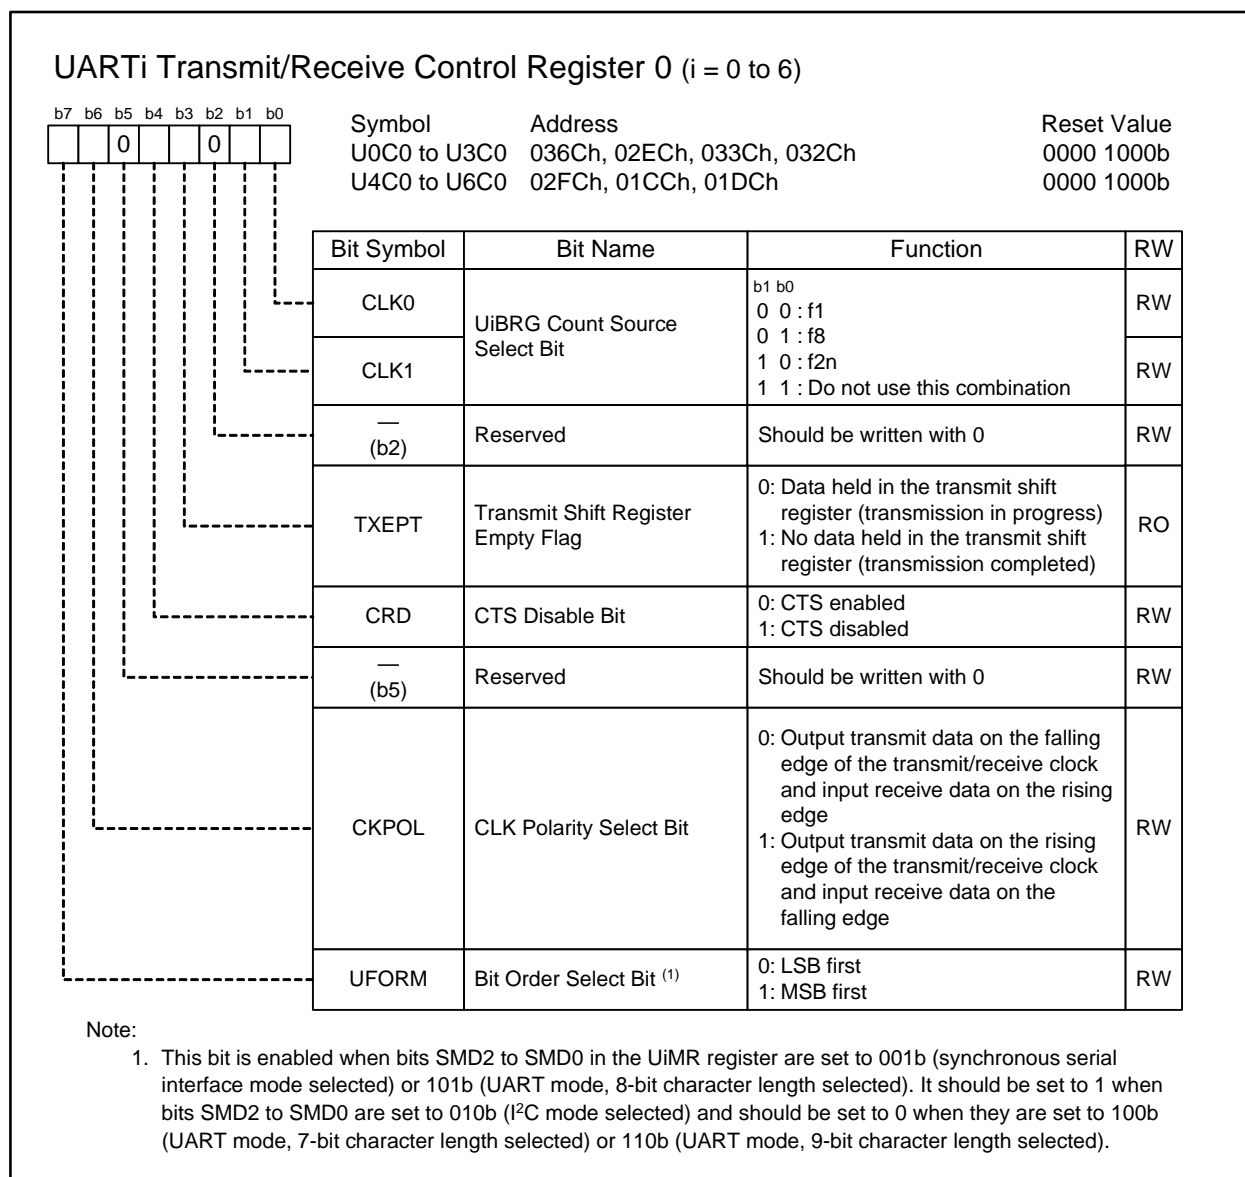 UARTi Transmit/Receive Control Register 0 (i = 0 to 6)
b7 b6 b5 b4 b3 b2 b1 b0
0 0
Symbol Address Reset Value
U0C0 to U3C0 036Ch, 02ECh, 033Ch, 032Ch 0000 1000b
U4C0 to U6C0 02FCh, 01CCh, 01DCh 0000 1000b
Bit Symbol Bit Name Function RW
CLK0
CLK1
UiBRG Count Source
Select Bit
b1 b0
0 0 : f1
0 1 : f8
1 0 : f2n
1 1 : Do not use this combination
RW
RW
—
(b2)
Reserved
Should be written with 0
RW
TXEPT
Transmit Shift Register
Empty Flag
0: Data held in the transmit shift
register (transmission in progress)
1: No data held in the transmit shift
register (transmission completed)
RO
CRD
CTS Disable Bit
0: CTS enabled
1: CTS disabled
RW
—
(b5)
Reserved
Should be written with 0
RW
CKPOL
CLK Polarity Select Bit
0: Output transmit data on the falling
edge of the transmit/receive clock
and input receive data on the rising
edge
1: Output transmit data on the rising
edge of the transmit/receive clock
and input receive data on the
falling edge
RW
UFORM
Bit Order Select Bit (1)
0: LSB first
1: MSB first
RW
Note:
1. This bit is enabled when bits SMD2 to SMD0 in the UiMR register are set to 001b (synchronous serial
interface mode selected) or 101b (UART mode, 8-bit character length selected). It should be set to 1 when
bits SMD2 to SMD0 are set to 010b (I²C mode selected) and should be set to 0 when they are set to 100b
(UART mode, 7-bit character length selected) or 110b (UART mode, 9-bit character length selected).